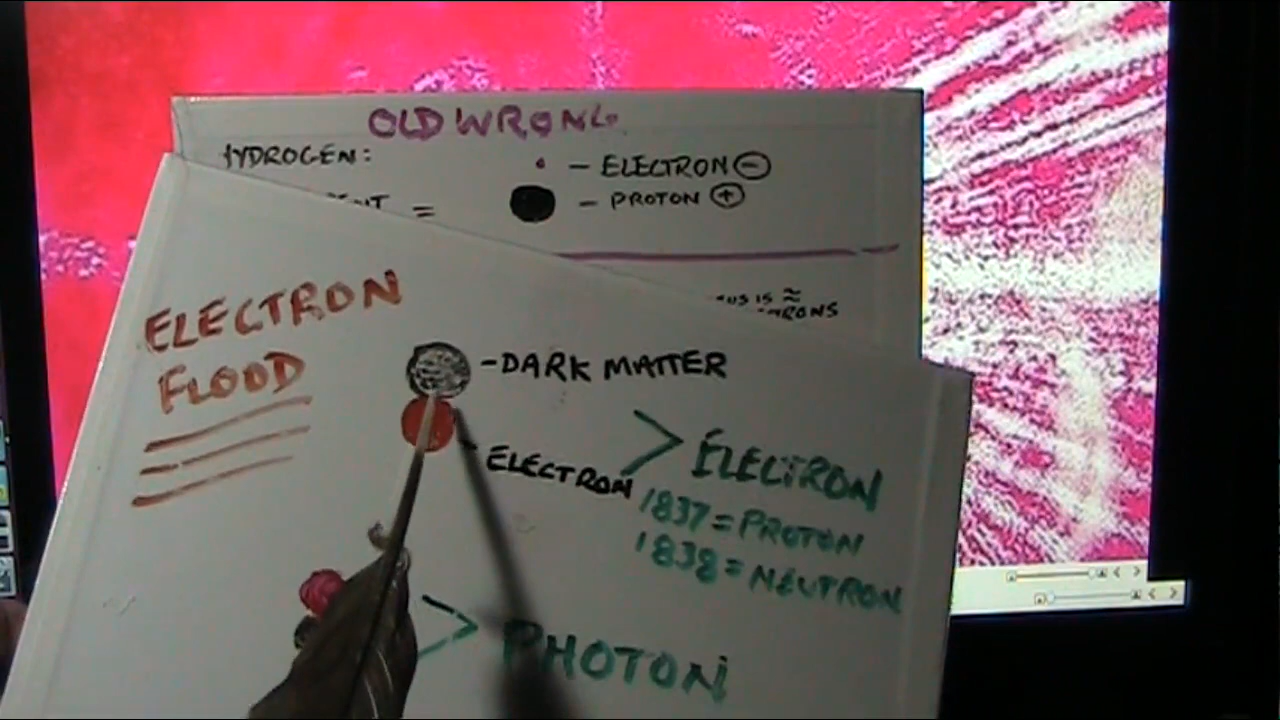 OLD WRONG
HYDROGEN:
- ELECTRON -
= - PROTON +
≈
ELECTRON
FLOOD
- DARK MATTER
- ELECTRON
> ELECTRON
1837 = PROTON
1838 = NEUTRON
> PHOTON